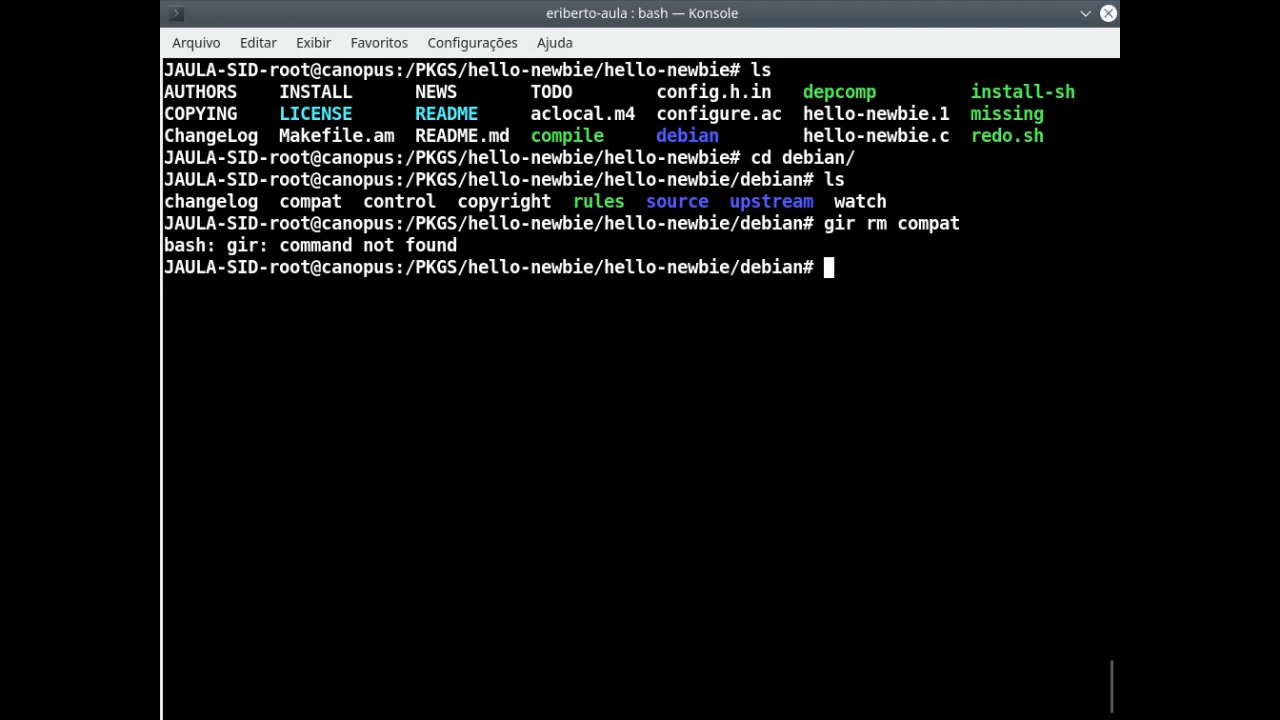 eriberto-aula : bash — Konsole
Arquivo Editar Exibir Favoritos Configurações Ajuda
JAULA-SID-root@canopus:/PKGS/hello-newbie/hello-newbie# ls
AUTHORS INSTALL NEWS TODO config.h.in depcomp install-sh
COPYING LICENSE README aclocal.m4 configure.ac hello-newbie.1 missing
ChangeLog Makefile.am README.md compile debian hello-newbie.c redo.sh
JAULA-SID-root@canopus:/PKGS/hello-newbie/hello-newbie# cd debian/
JAULA-SID-root@canopus:/PKGS/hello-newbie/hello-newbie/debian# ls
changelog compat control copyright rules source upstream watch
JAULA-SID-root@canopus:/PKGS/hello-newbie/hello-newbie/debian# gir rm compat
bash: gir: command not found
JAULA-SID-root@canopus:/PKGS/hello-newbie/hello-newbie/debian#